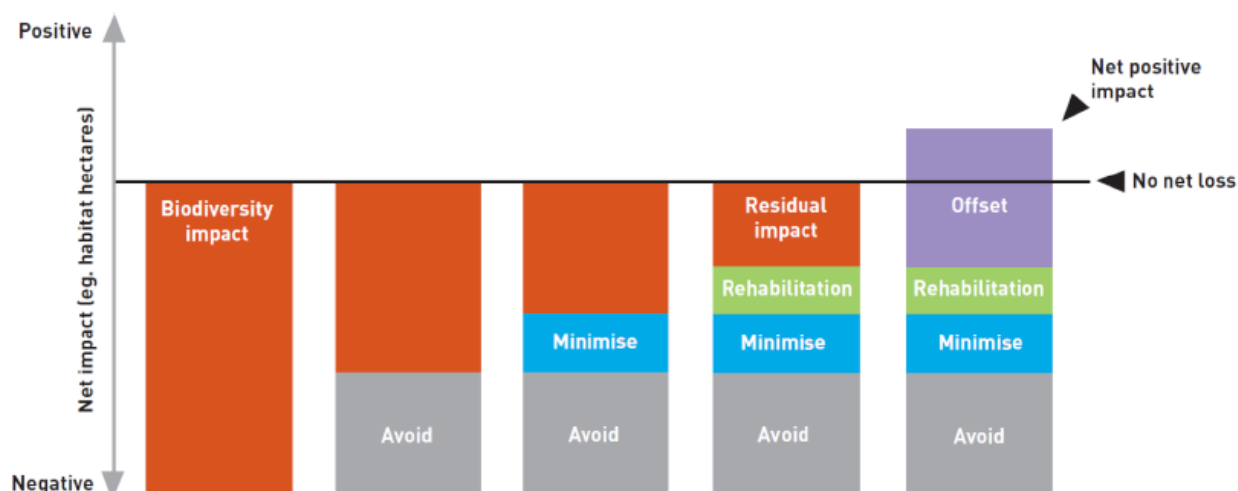 Positive
Net impact (eg. habitat hectares)
Negative
Biodiversity
impact
Avoid
Minimise
Avoid
Residual
impact
Rehabilitation
Minimise
Avoid
Offset
Rehabilitation
Minimise
Avoid
Net positive
impact
No net loss